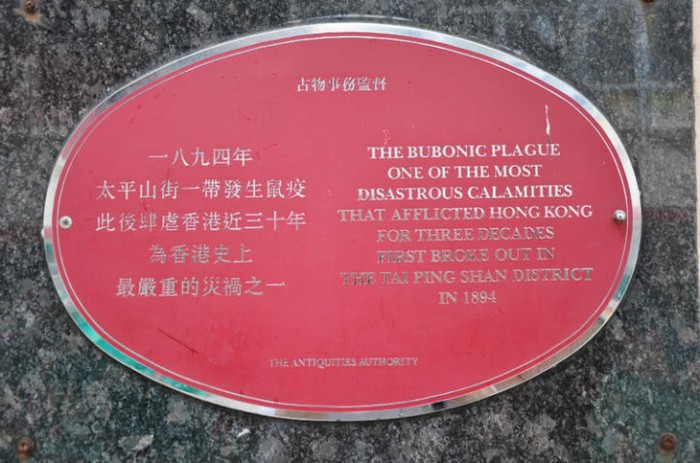 古物事務監督
一八九四年
太平山街一帶發生鼠疫
此後肆虐香港近三十年
為香港史上
最嚴重的災禍之一
THE BUBONIC PLAGUE
ONE OF THE MOST
DISASTROUS CALAMITIES
THAT AFFLICTED HONG KONG
FOR THREE DECADES
FIRST BROKE OUT IN
THE TAI PING SHAN DISTRICT
IN 1894
THE ANTIQUITIES AUTHORITY